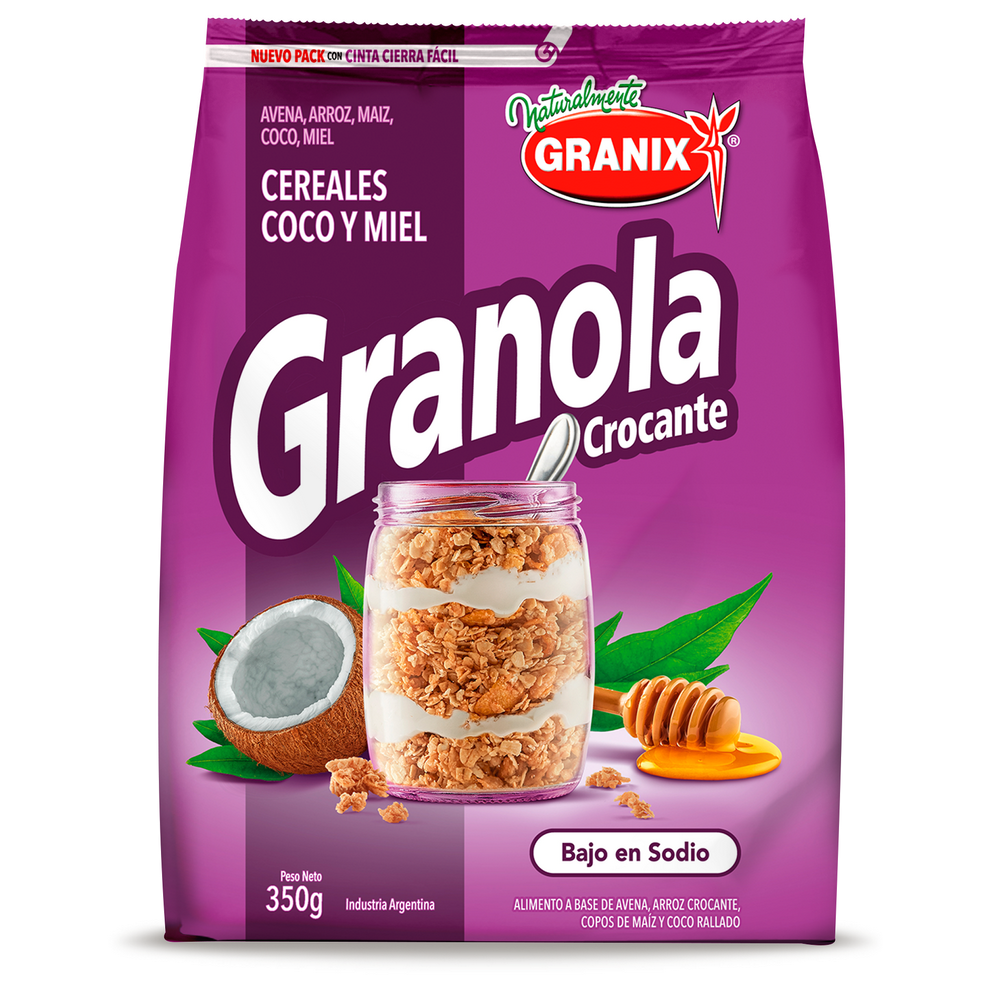 NUEVO PACK CON CINTA CIERRA FÁCIL
AVENA, ARROZ, MAIZ,
COCO, MIEL
CEREALES
COCO Y MIEL
Naturalmente
GRANIX®
Granola
Crocante
Bajo en Sodio
Peso Neto
350g
Industria Argentina
ALIMENTO A BASE DE AVENA, ARROZ CROCANTE,
COPOS DE MAÍZ Y COCO RALLADO